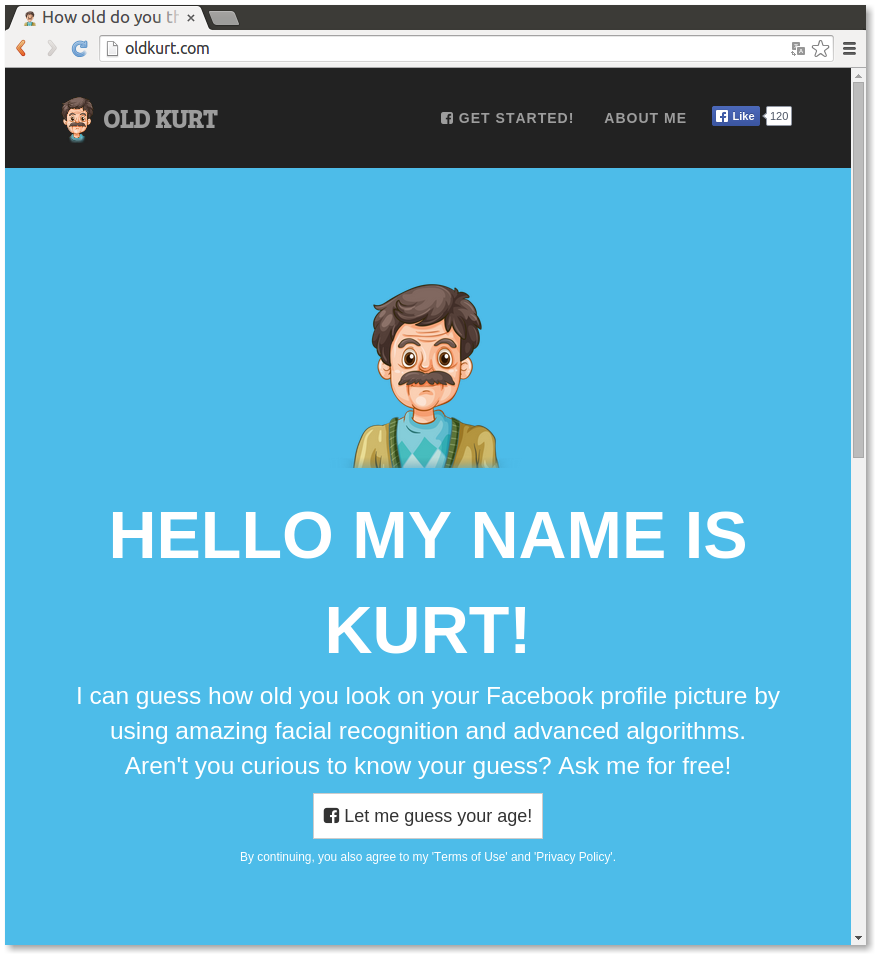 How old do you th
oldkurt.com
OLD KURT
GET STARTED!
ABOUT ME
Like
120
HELLO MY NAME IS
KURT!
I can guess how old you look on your Facebook profile picture by
using amazing facial recognition and advanced algorithms.
Aren't you curious to know your guess? Ask me for free!
Let me guess your age!
By continuing, you also agree to my 'Terms of Use' and 'Privacy Policy'.